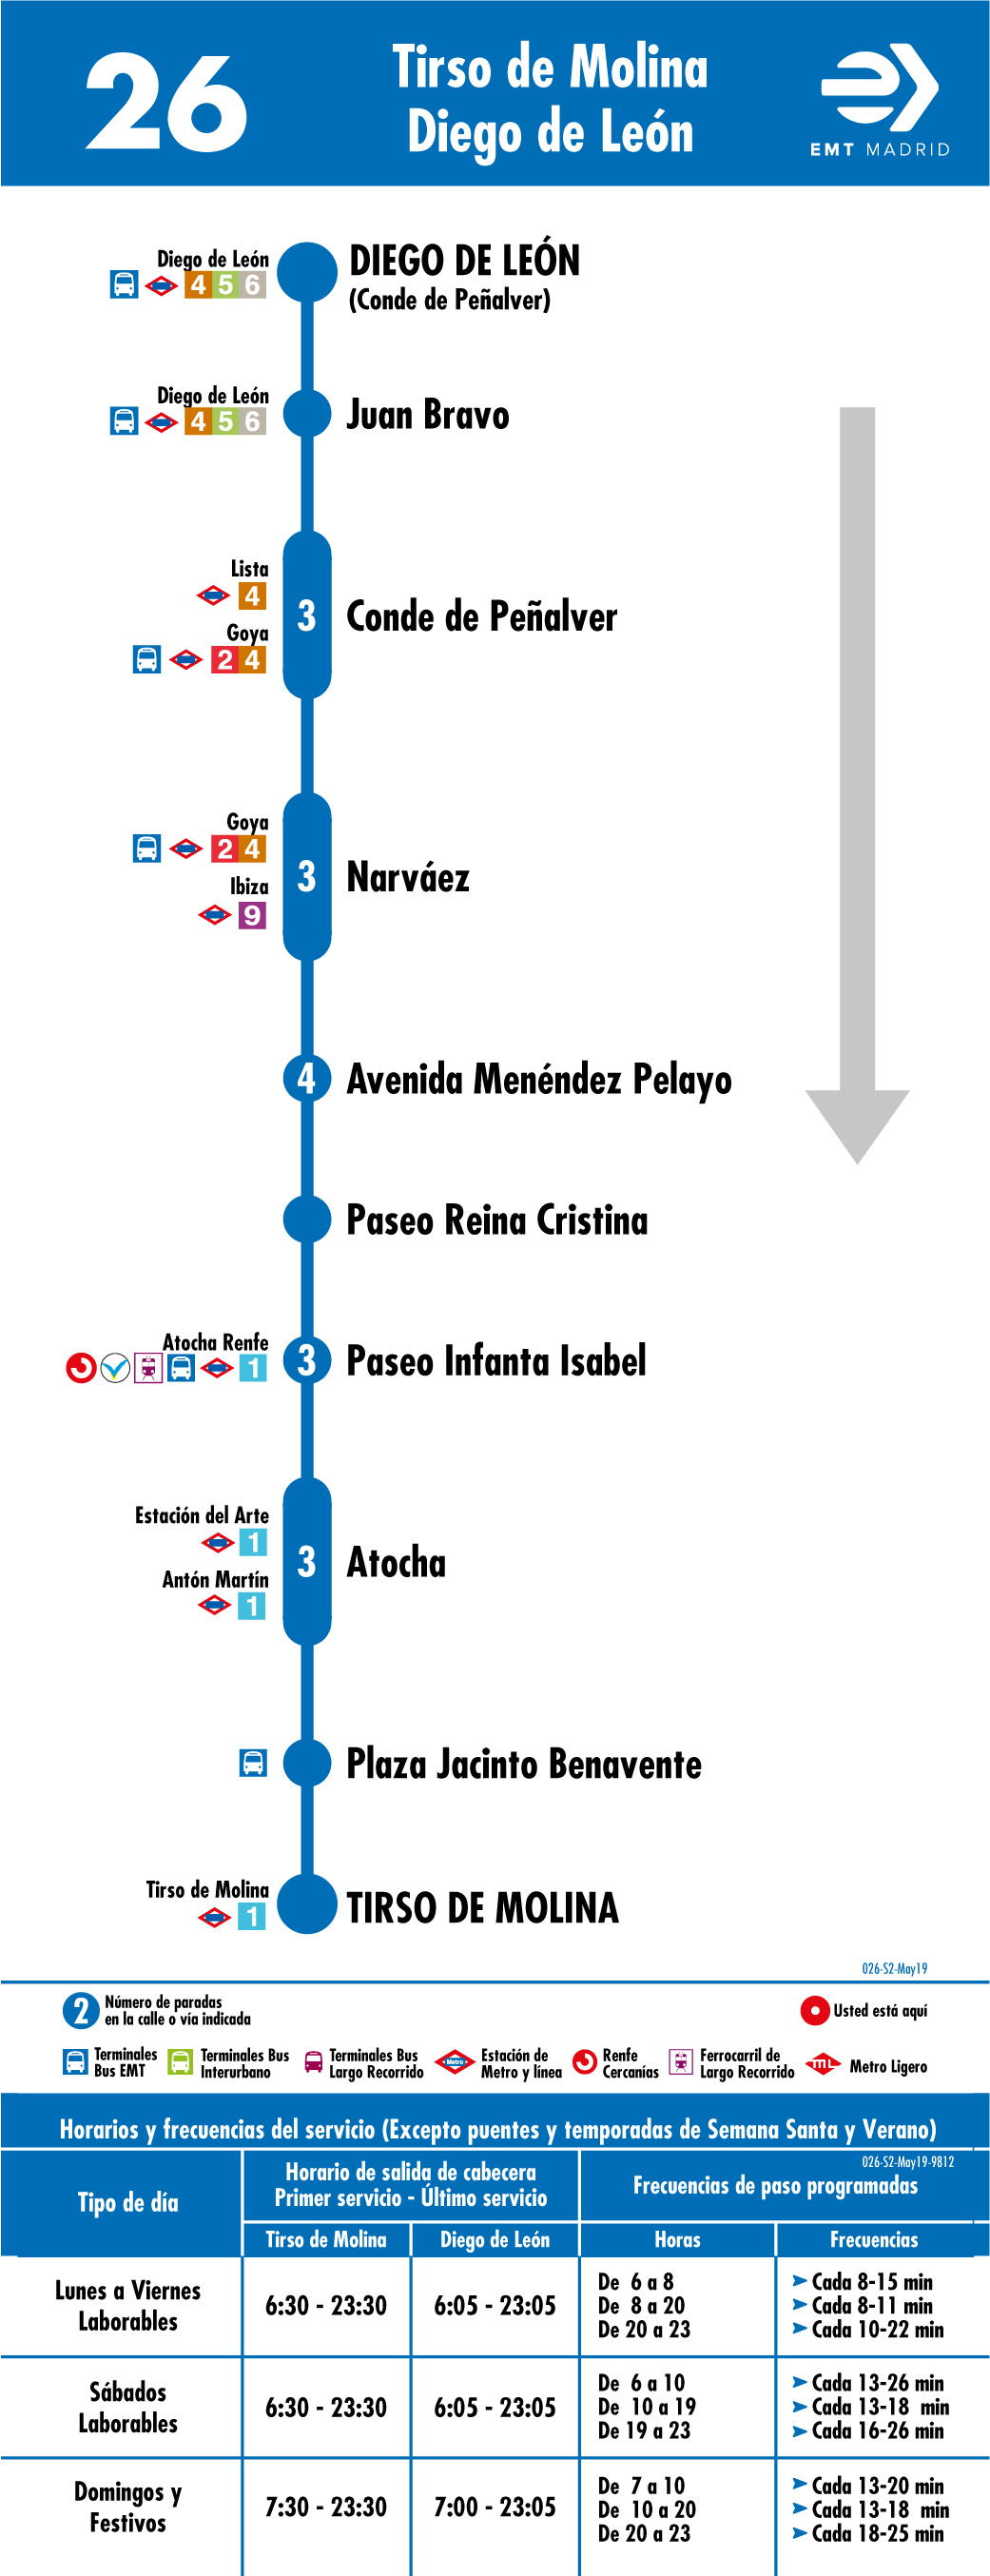 26
Tirso de Molina
Diego de León
EMT MADRID
Diego de León
4 5 6
DIEGO DE LEÓN
(Conde de Peñalver)
Diego de León
4 5 6
Juan Bravo
Lista
4
Goya
2 4
3
Conde de Peñalver
Goya
2 4
Ibiza
9
3
Narváez
4
Avenida Menéndez Pelayo
Paseo Reina Cristina
Atocha Renfe
1
3
Paseo Infanta Isabel
Estación del Arte
1
Antón Martín
1
3
Atocha
Plaza Jacinto Benavente
Tirso de Molina
1
TIRSO DE MOLINA
026-S2-May19
2
Número de paradas
en la calle o vía indicada
Usted está aquí
Terminales
Bus EMT
Terminales Bus
Interurbano
Terminales Bus
Largo Recorrido
Metro
Estación de
Metro y línea
Renfe
Cercanías
Ferrocarril de
Largo Recorrido
ML
Metro Ligero
Horarios y frecuencias del servicio (Excepto puentes y temporadas de Semana Santa y Verano)
026-S2-May19-9812
Tipo de día
Horario de salida de cabecera
Primer servicio - Último servicio
Frecuencias de paso programadas
Tirso de Molina
Diego de León
Horas
Frecuencias
Lunes a Viernes
Laborables
6:30 - 23:30
6:05 - 23:05
De 6 a 8
Cada 8-15 min
De 8 a 20
Cada 8-11 min
De 20 a 23
Cada 10-22 min
Sábados
Laborables
6:30 - 23:30
6:05 - 23:05
De 6 a 10
Cada 13-26 min
De 10 a 19
Cada 13-18 min
De 19 a 23
Cada 16-26 min
Domingos y
Festivos
7:30 - 23:30
7:00 - 23:05
De 7 a 10
Cada 13-20 min
De 10 a 20
Cada 13-18 min
De 20 a 23
Cada 18-25 min